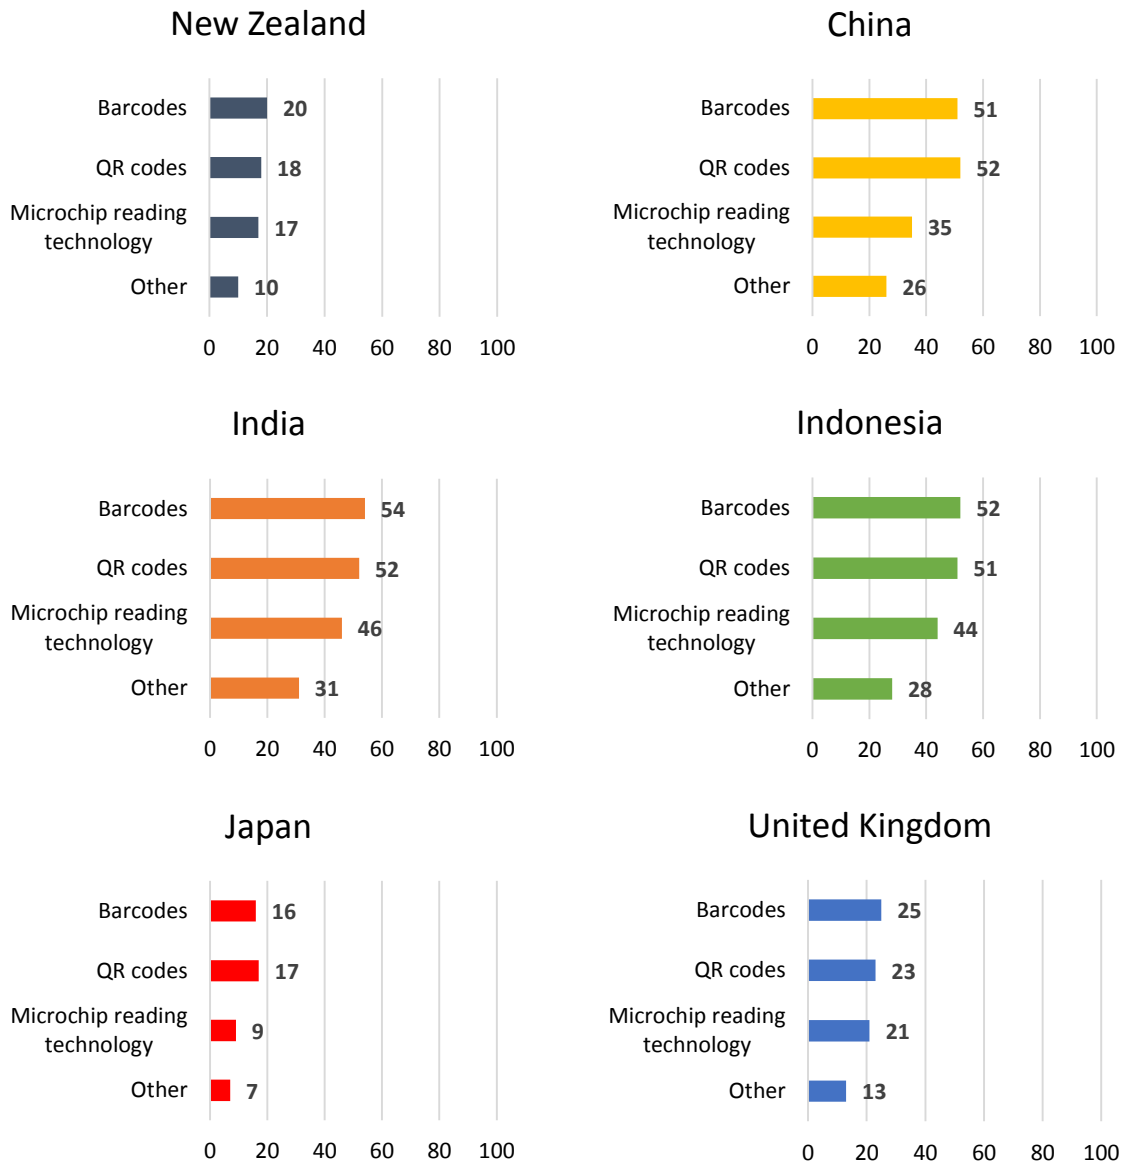 New Zealand
Barcodes 20
QR codes 18
Microchip reading
technology 17
Other 10
0 20 40 60 80 100
China
Barcodes 51
QR codes 52
Microchip reading
technology 35
Other 26
0 20 40 60 80 100
India
Barcodes 54
QR codes 52
Microchip reading
technology 46
Other 31
0 20 40 60 80 100
Indonesia
Barcodes 52
QR codes 51
Microchip reading
technology 44
Other 28
0 20 40 60 80 100
Japan
Barcodes 16
QR codes 17
Microchip reading
technology 9
Other 7
0 20 40 60 80 100
United Kingdom
Barcodes 25
QR codes 23
Microchip reading
technology 21
Other 13
0 20 40 60 80 100